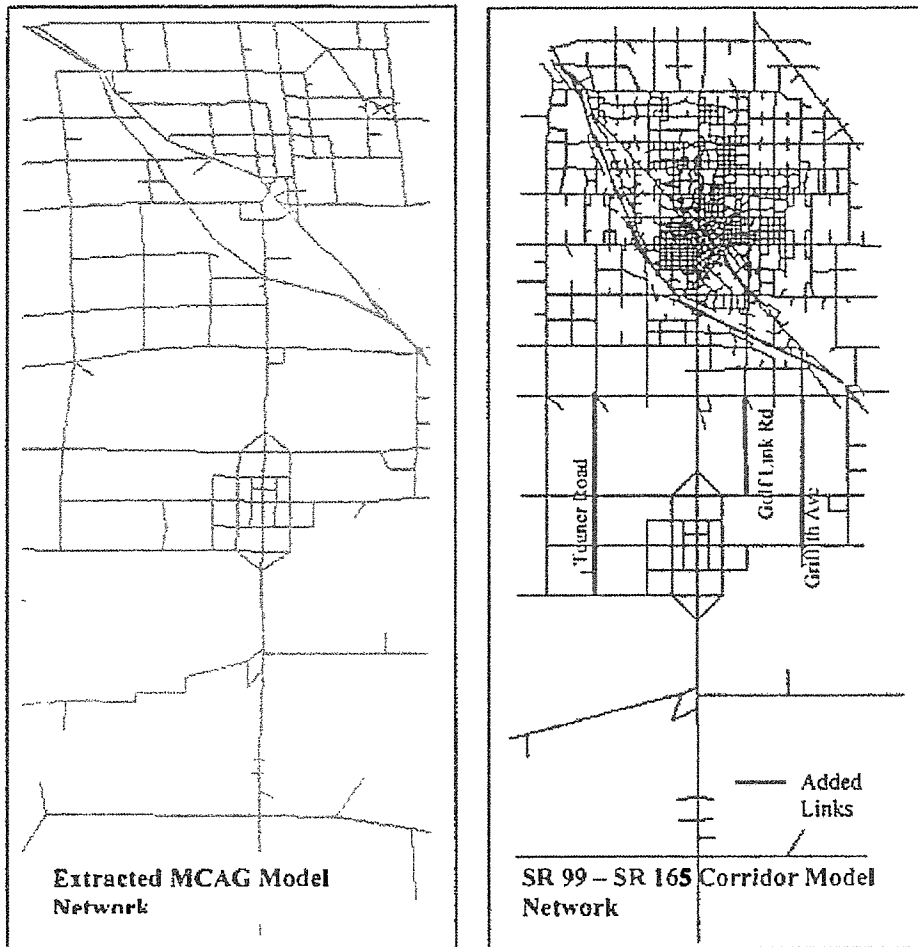 Extracted MCAG Model
Network
Turner Road
Golf Link Rd
Griffith Ave
Added
Links
SR 99 – SR 165 Corridor Model
Network